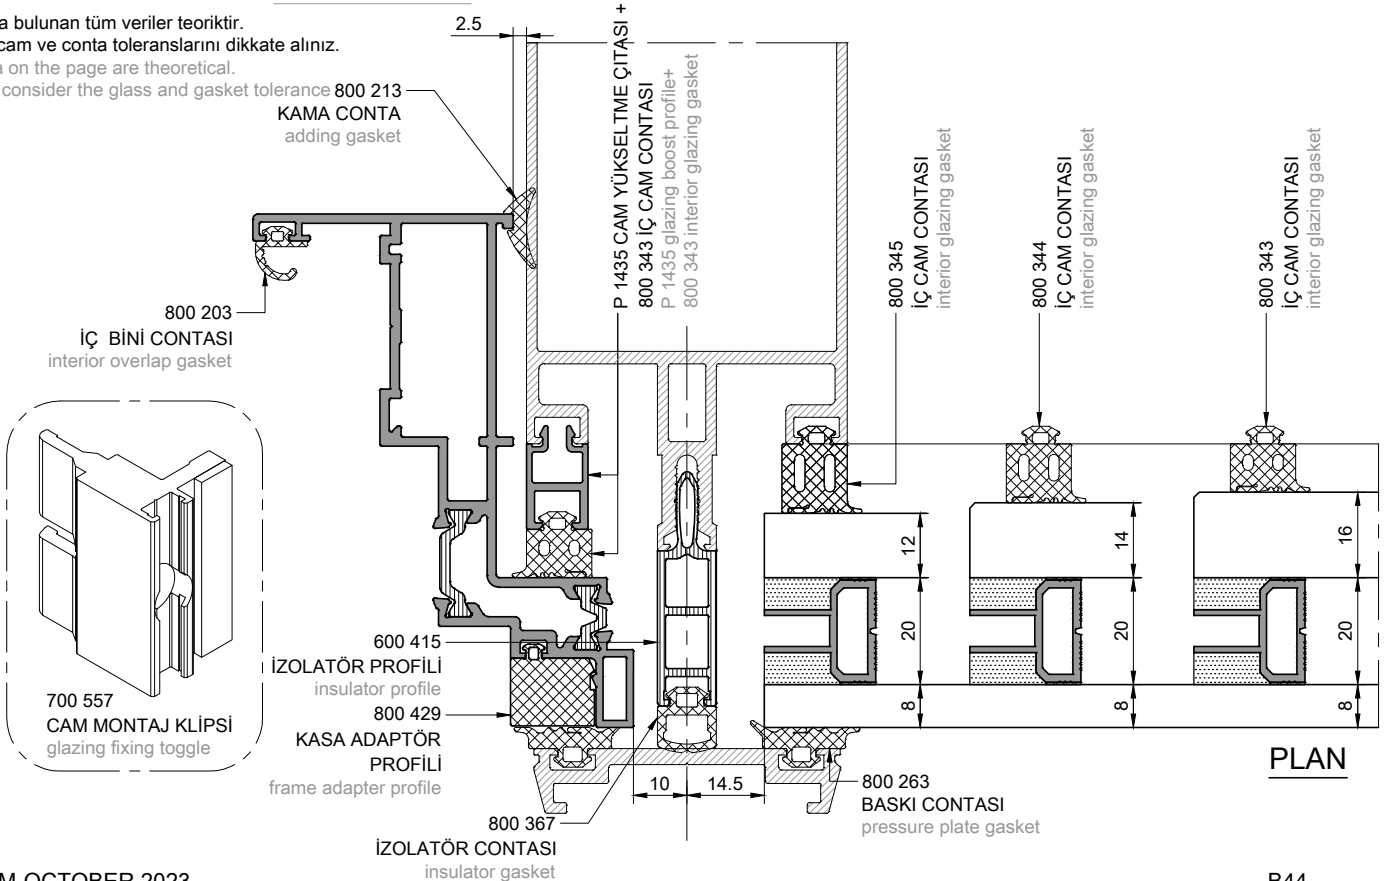 a bulunan tüm veriler teoriktir.
cam ve conta toleranslarını dikkate alınız.
a on the page are theoretical.
consider the glass and gasket tolerance
2.5
800 213
KAMA CONTA
adding gasket
P 1435 CAM YÜKSELTME ÇITASI +
800 343 İÇ CAM CONTASI
P 1435 glazing boost profile+
800 343 interior glazing gasket
800 345
İÇ CAM CONTASI
interior glazing gasket
800 344
İÇ CAM CONTASI
interior glazing gasket
800 343
İÇ CAM CONTASI
interior glazing gasket
800 203
İÇ BİNİ CONTASI
interior overlap gasket
12
14
16
20
20
20
8
8
8
700 557
CAM MONTAJ KLİPSİ
glazing fixing toggle
600 415
İZOLATÖR PROFİLİ
insulator profile
800 429
KASA ADAPTÖR
PROFİLİ
frame adapter profile
10
14.5
800 367
İZOLATÖR CONTASI
insulator gasket
800 263
BASKI CONTASI
pressure plate gasket
PLAN
M-OCTOBER 2023
B44